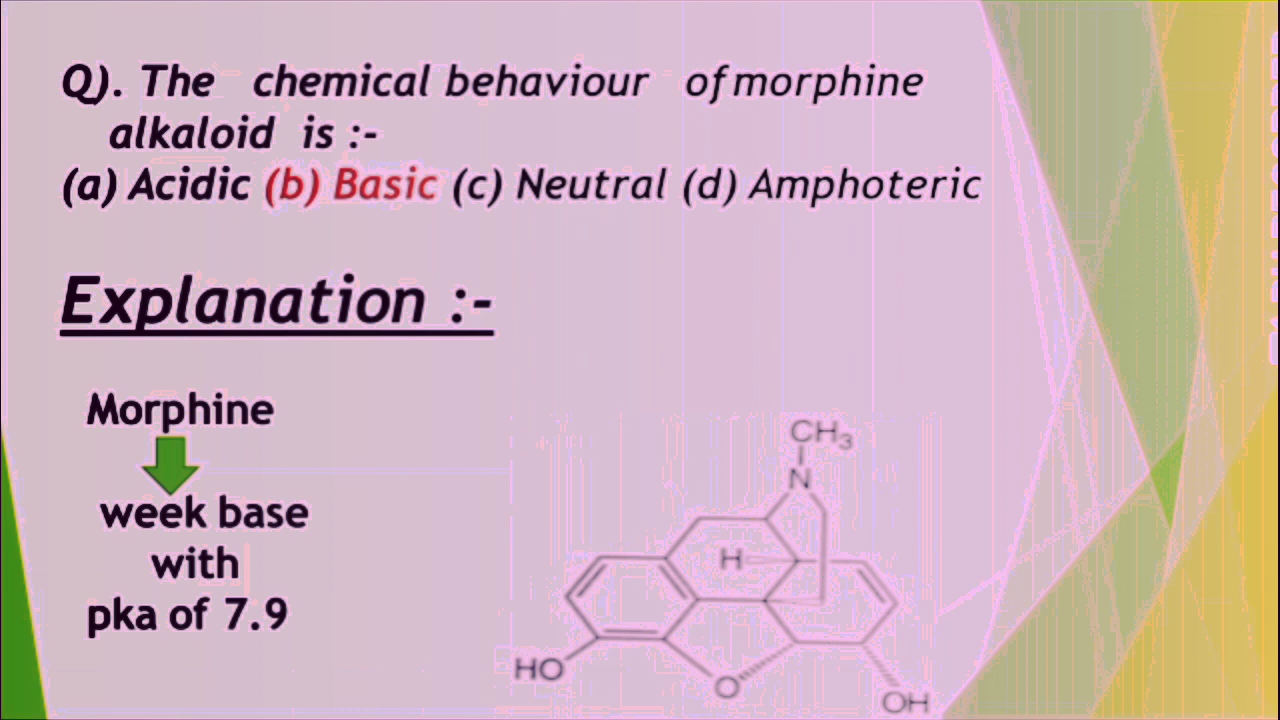 Q). The chemical behaviour of morphine
alkaloid is :-
(a) Acidic (b) Basic (c) Neutral (d) Amphoteric
Explanation :-
Morphine
week base
with
pka of 7.9
CH3
N
H
HO
O
OH